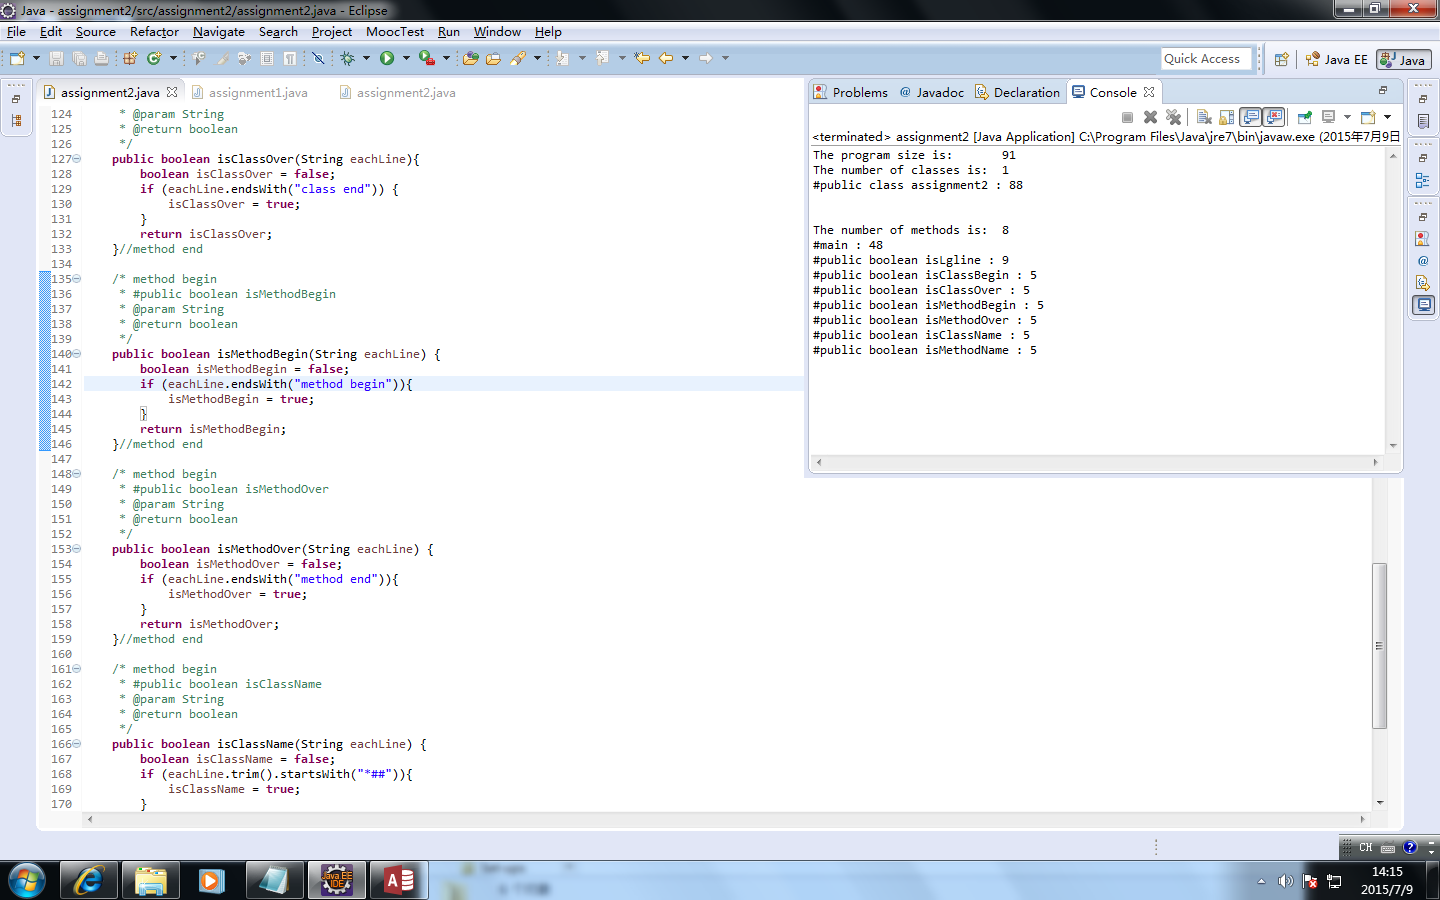 Java - assignment2/src/assignment2/assignment2.java - Eclipse
File Edit Source Refactor Navigate Search Project MoocTest Run Window Help
Quick Access
Java EE
Java
assignment2.java
assignment1.java
assignment2.java
124      * @param String
125      * @return boolean
126      */
127     public boolean isClassOver(String eachLine){
128         boolean isClassOver = false;
129         if (eachLine.endsWith("class end")) {
130             isClassOver = true;
131         }
132         return isClassOver;
133     }//method end
134
135     /* method begin
136      * #public boolean isMethodBegin
137      * @param String
138      * @return boolean
139      */
140     public boolean isMethodBegin(String eachLine) {
141         boolean isMethodBegin = false;
142         if (eachLine.endsWith("method begin")){
143             isMethodBegin = true;
144         }
145         return isMethodBegin;
146     }//method end
147
148     /* method begin
149      * #public boolean isMethodOver
150      * @param String
151      * @return boolean
152      */
153     public boolean isMethodOver(String eachLine) {
154         boolean isMethodOver = false;
155         if (eachLine.endsWith("method end")){
156             isMethodOver = true;
157         }
158         return isMethodOver;
159     }//method end
160
161     /* method begin
162      * #public boolean isClassName
163      * @param String
164      * @return boolean
165      */
166     public boolean isClassName(String eachLine) {
167         boolean isClassName = false;
168         if (eachLine.trim().startsWith("*##")){
169             isClassName = true;
170         }
Problems @ Javadoc Declaration Console
<terminated> assignment2 [Java Application] C:\Program Files\Java\jre7\bin\javaw.exe (2015年7月9日
The program size is: 91
The number of classes is: 1
#public class assignment2 : 88
The number of methods is: 8
#main : 48
#public boolean isLgline : 9
#public boolean isClassBegin : 5
#public boolean isClassOver : 5
#public boolean isMethodBegin : 5
#public boolean isMethodOver : 5
#public boolean isClassName : 5
#public boolean isMethodName : 5
CH
Java EE
IDE
14:15
2015/7/9